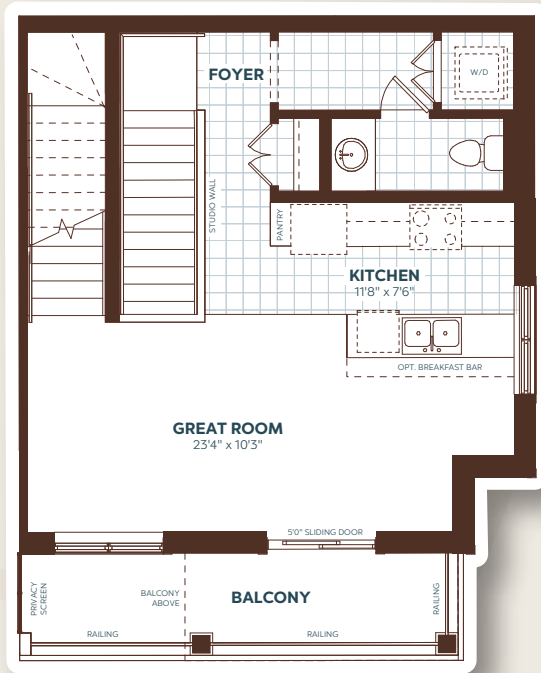 FOYER
W/D
STUDIO WALL
PANTRY
KITCHEN
11'8" x 7'6"
OPT. BREAKFAST BAR
GREAT ROOM
23'4" x 10'3"
5'0" SLIDING DOOR
PRIVACY
SCREEN
BALCONY
ABOVE
BALCONY
RAILING
RAILING
RAILING